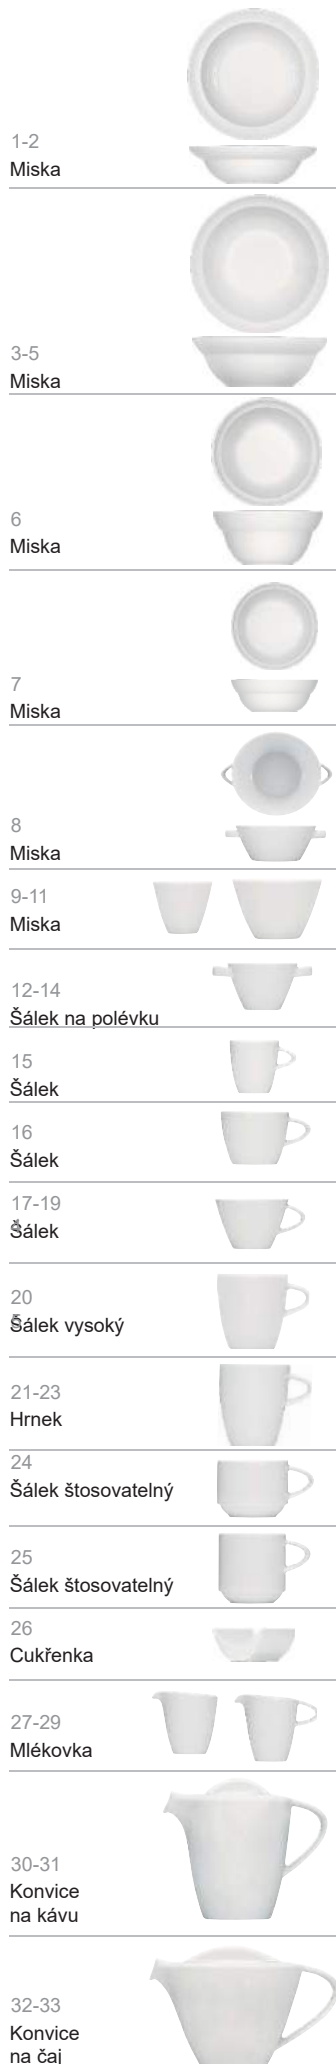 1-2
Miska
3-5
Miska
6
Miska
7
Miska
8
Miska
9-11
Miska
12-14
Šálek na polévku
15
Šálek
16
Šálek
17-19
Šálek
20
Šálek vysoký
21-23
Hrnek
24
Šálek štosovatelný
25
Šálek štosovatelný
26
Cukřenka
27-29
Mlékovka
30-31
Konvice
na kávu
32-33
Konvice
na čaj